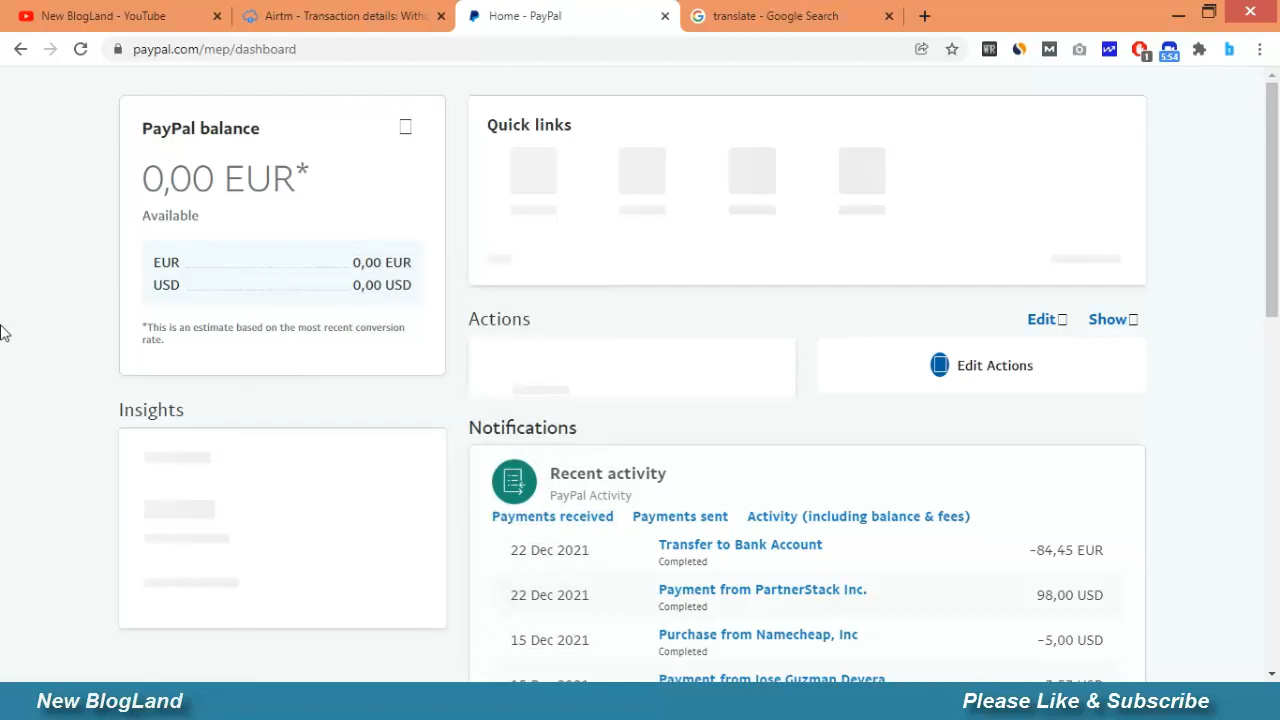 New BlogLand - YouTube
Airtm - Transaction details: Witho
Home - PayPal
translate - Google Search
paypal.com/mep/dashboard
WR
M
1
5:54
b
PayPal balance
0,00 EUR*
Available
EUR 0,00 EUR
USD 0,00 USD
*This is an estimate based on the most recent conversion
rate.
Insights
Quick links
Actions
Edit
Show
Edit Actions
Notifications
Recent activity
PayPal Activity
Payments received Payments sent Activity (including balance & fees)
22 Dec 2021 Transfer to Bank Account -84,45 EUR
Completed
22 Dec 2021 Payment from PartnerStack Inc. 98,00 USD
Completed
15 Dec 2021 Purchase from Namecheap, Inc -5,00 USD
Completed
Payment from Jose Guzman Devera
New BlogLand
Please Like & Subscribe